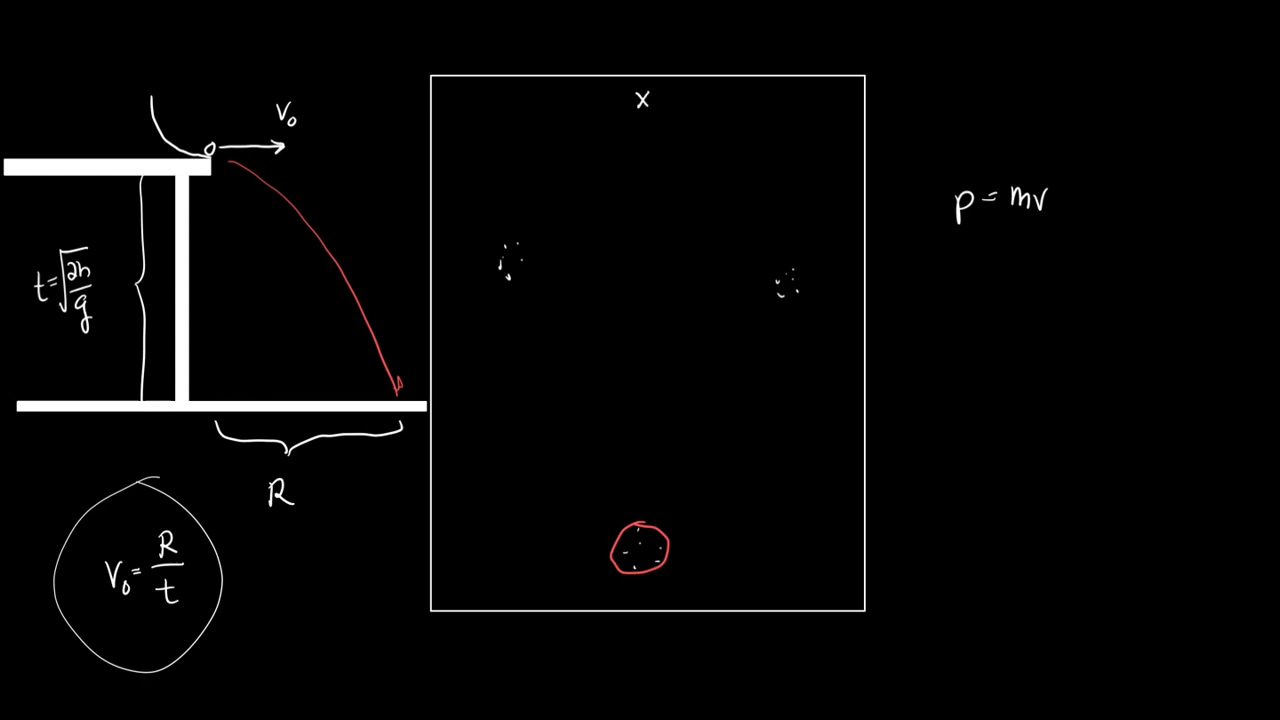 V₀
x
p = mv
t = √(2h/g)
R
V₀ = R/t